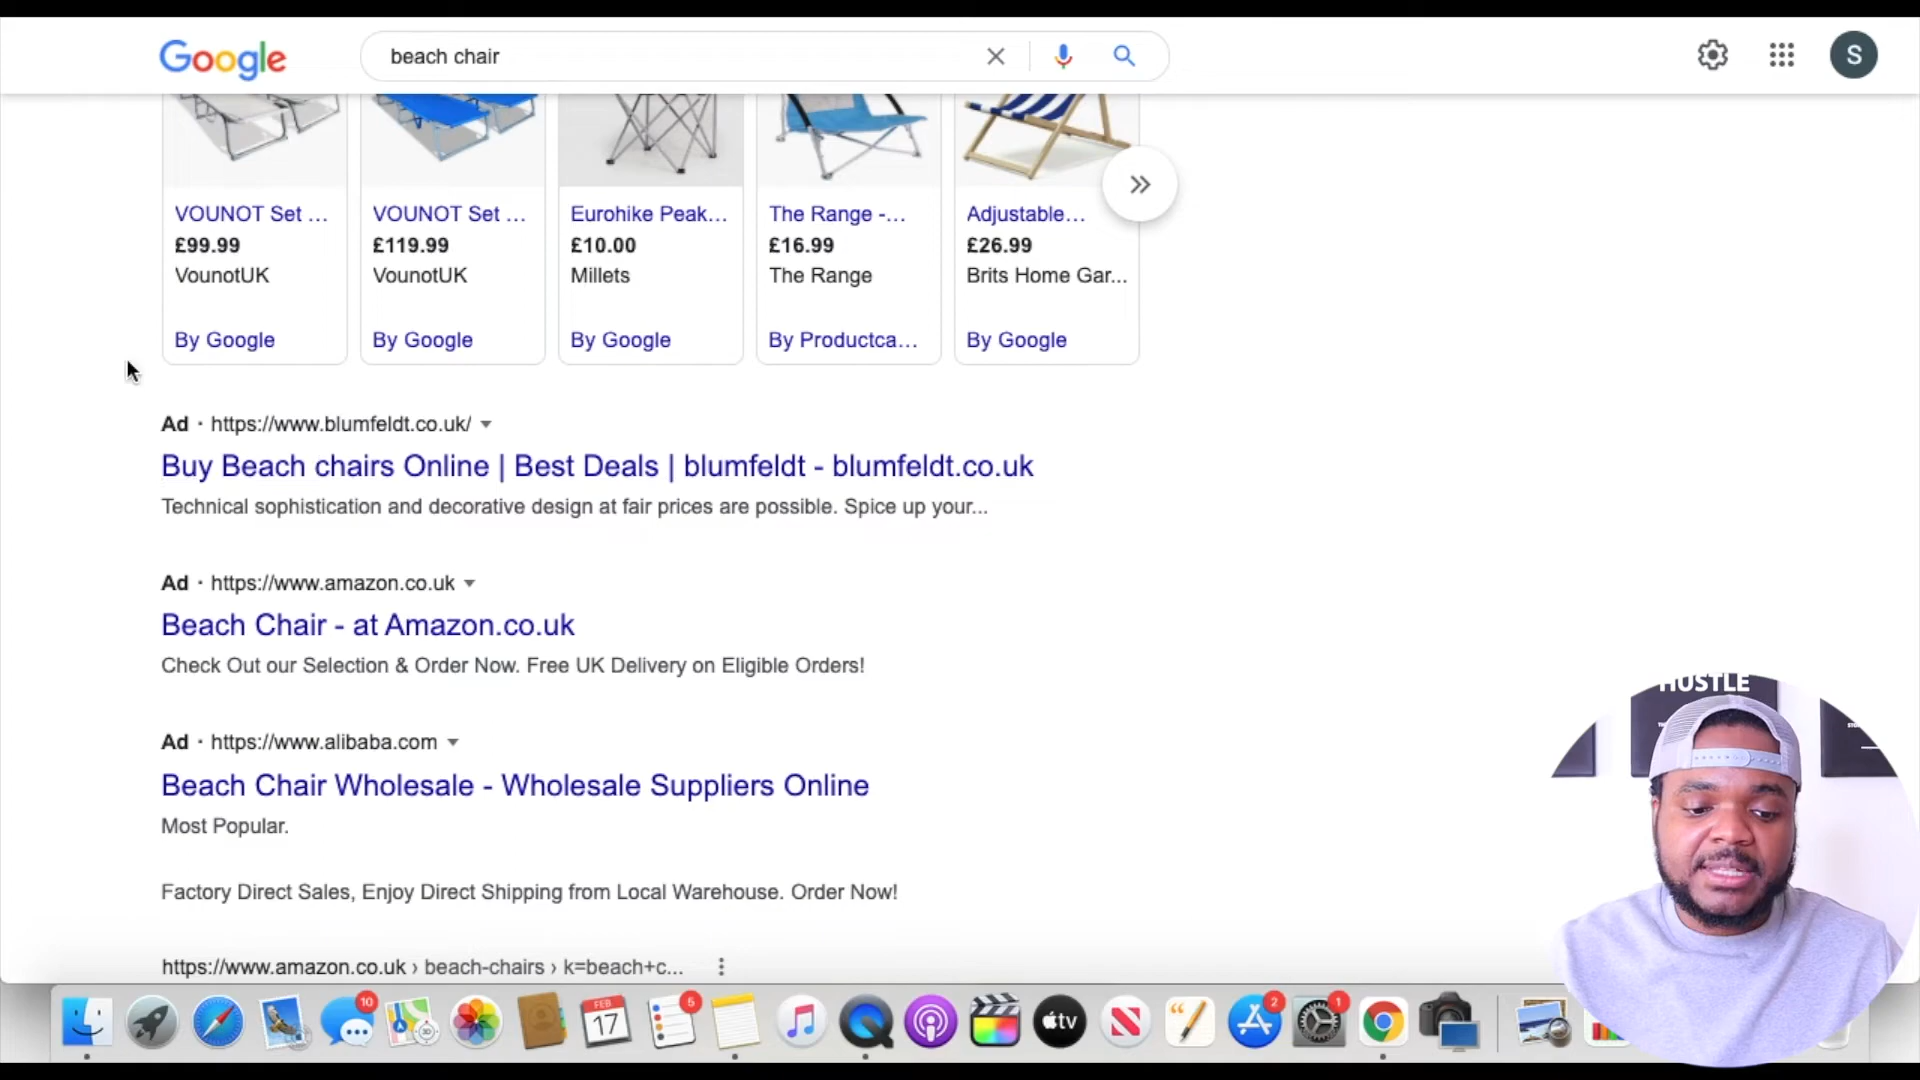 Google
beach chair
S
VOUNOT Set ...
£99.99
VounotUK
By Google
VOUNOT Set ...
£119.99
VounotUK
By Google
Eurohike Peak...
£10.00
Millets
By Google
The Range -...
£16.99
The Range
By Productca...
Adjustable...
£26.99
Brits Home Gar...
By Google
Ad · https://www.blumfeldt.co.uk/
Buy Beach chairs Online | Best Deals | blumfeldt - blumfeldt.co.uk
Technical sophistication and decorative design at fair prices are possible. Spice up your...
Ad · https://www.amazon.co.uk
Beach Chair - at Amazon.co.uk
Check Out our Selection & Order Now. Free UK Delivery on Eligible Orders!
Ad · https://www.alibaba.com
Beach Chair Wholesale - Wholesale Suppliers Online
Most Popular.
Factory Direct Sales, Enjoy Direct Shipping from Local Warehouse. Order Now!
https://www.amazon.co.uk › beach-chairs › k=beach+c...
HUSTLE
10
FEB
17
5
tv
2
1